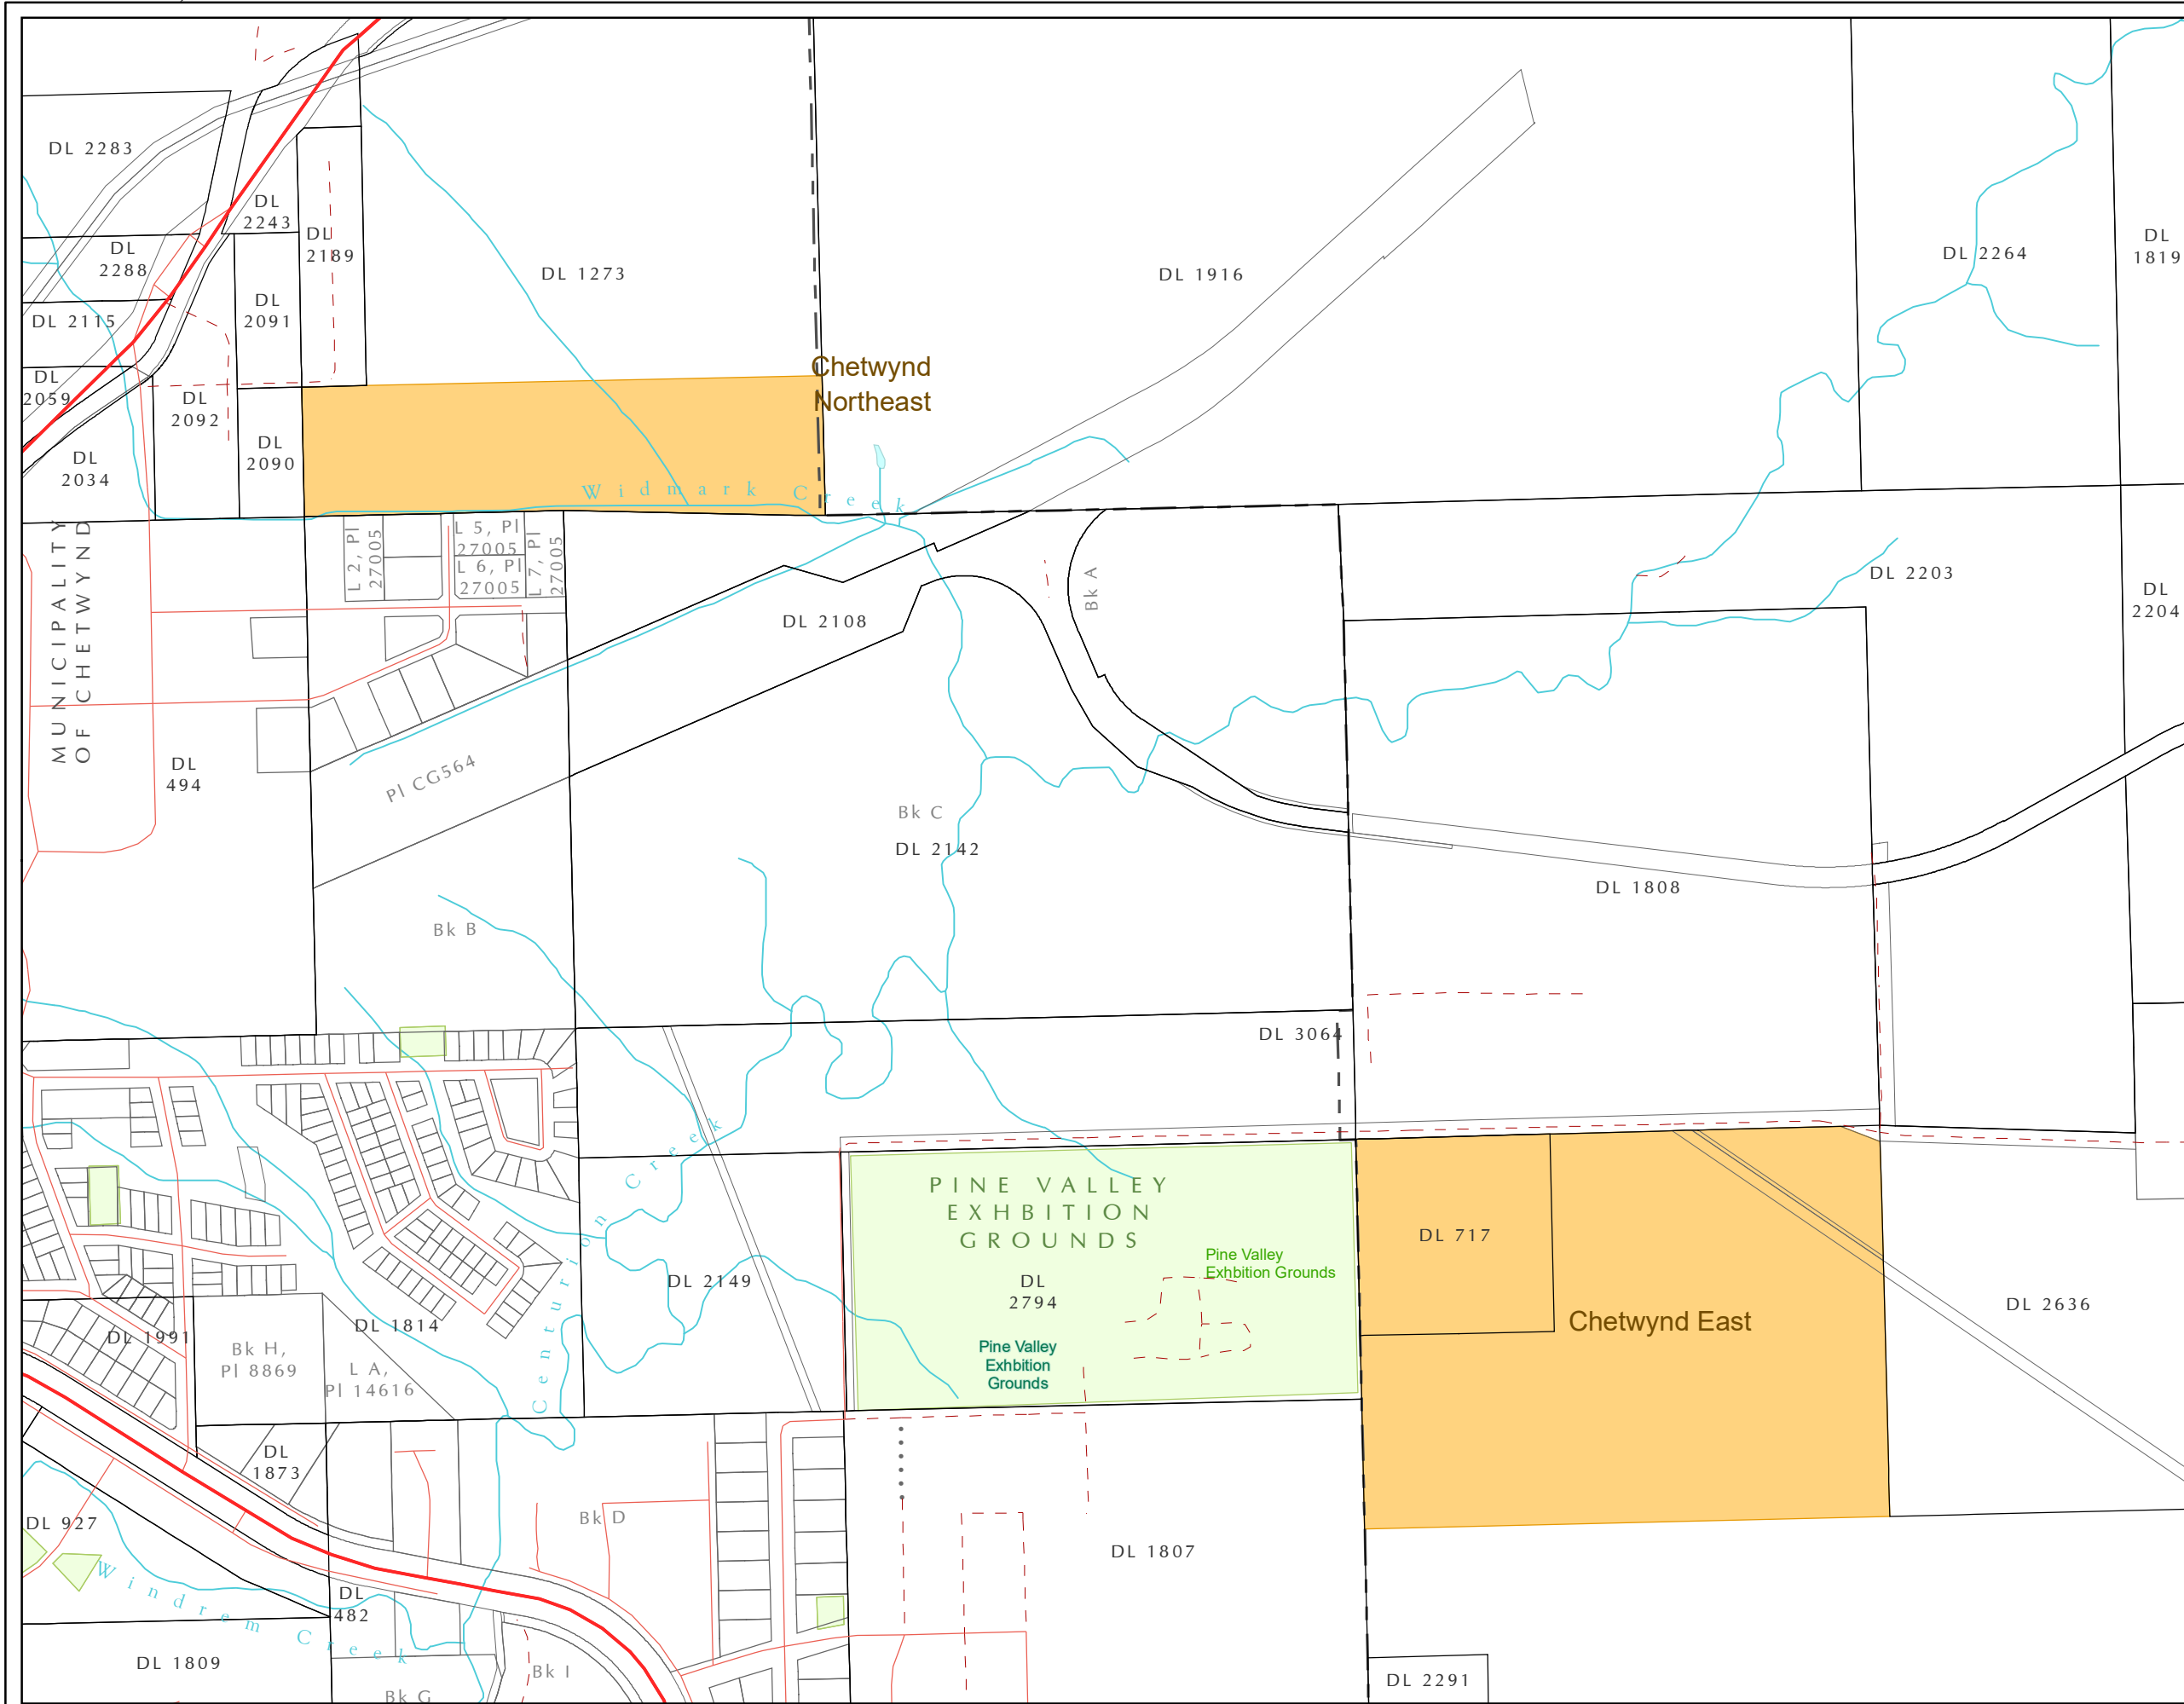 DL 2283
DL
2243
DL
2189
DL
2288
DL 1273
DL 1916
DL 2264
DL
1819
DL 2115
DL
2091
DL
2059
DL
2092
Chetwynd
Northeast
DL
2090
DL
2034
Widmark Creek
MUNICIPALITY
OF CHETWYND
L 2, Pl
27005
L 5, Pl
27005
L 6, Pl
27005
L 7, Pl
27005
DL 2108
Bk A
DL 2203
DL
2204
DL
494
Pl CG564
Bk C
DL 2142
DL 1808
Bk B
DL 3064
Centurion Creek
PINE VALLEY
EXHBITION
GROUNDS
Pine Valley
Exhbition Grounds
DL
2794
Pine Valley
Exhbition
Grounds
DL 717
Chetwynd East
DL 2636
DL 2149
DL 1991
DL 1814
Bk H,
Pl 8869
L A,
Pl 14616
DL
1873
DL 927
Bk D
DL 1807
Windrem Creek
DL
482
DL 1809
Bk I
Bk G
DL 2291